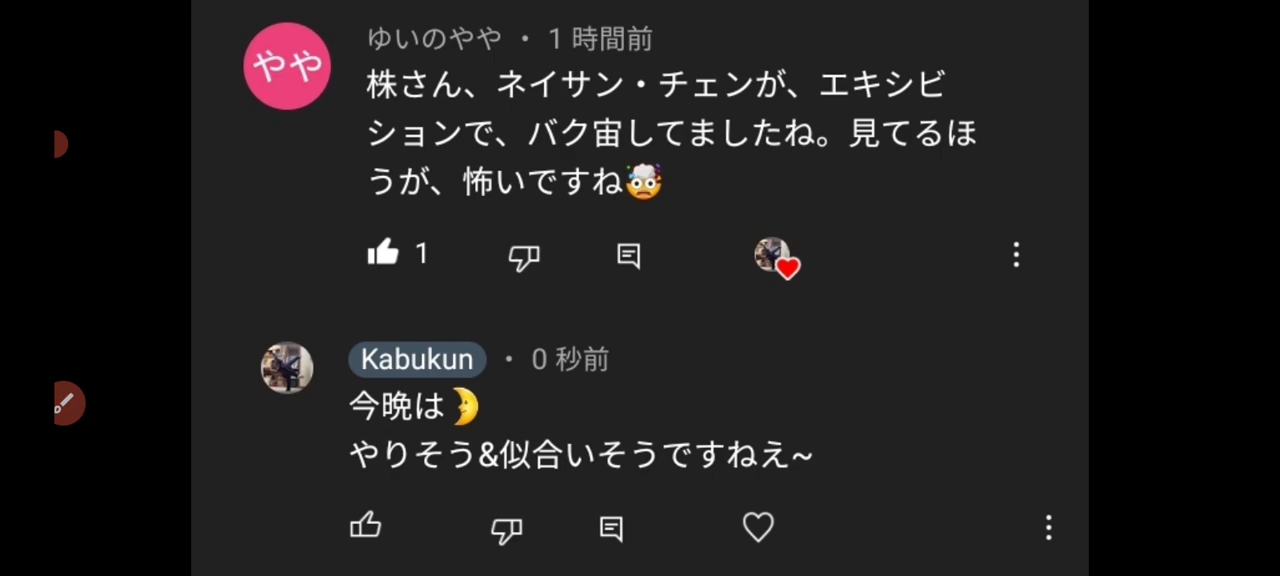 やや
ゆいのやや ・ 1 時間前
株さん、ネイサン・チェンが、エキシビ
ションで、バク宙してましたね。見てるほ
うが、怖いですね🤯
1
Kabukun ・ 0 秒前
今晩は🌛
やりそう&似合いそうですねえ~